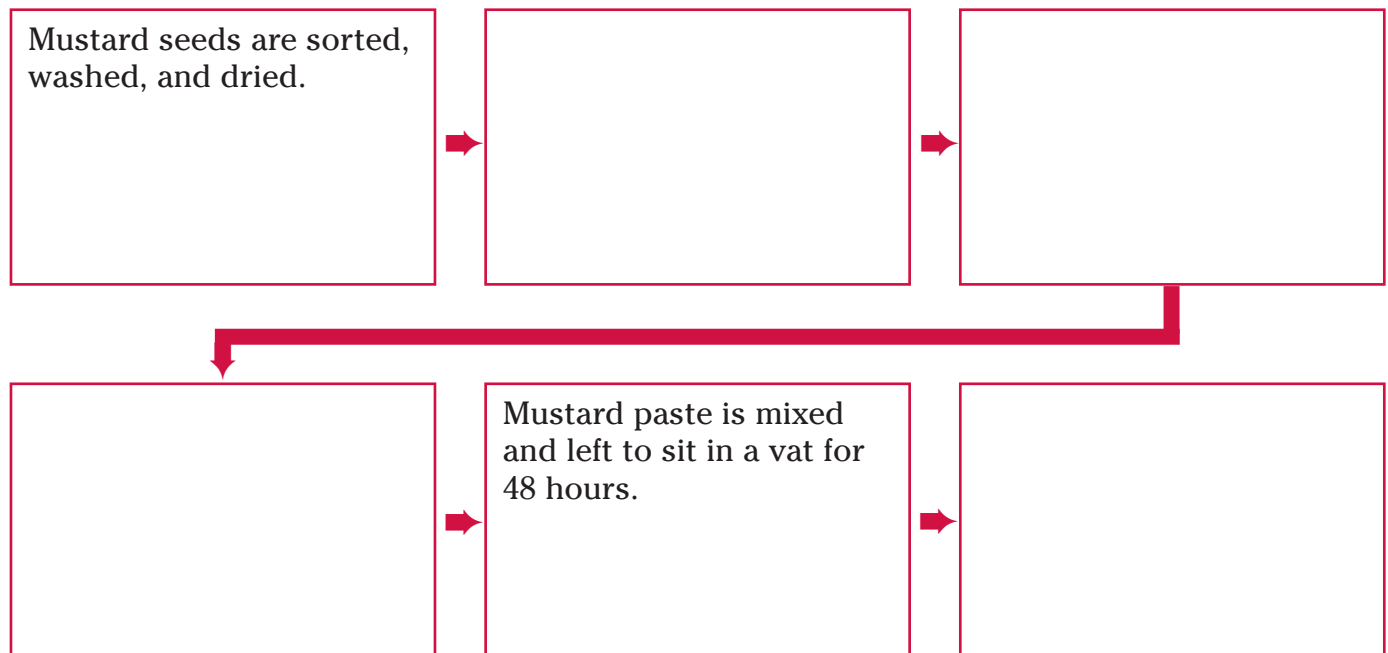 Mustard seeds are sorted,
washed, and dried.
Mustard paste is mixed
and left to sit in a vat for
48 hours.